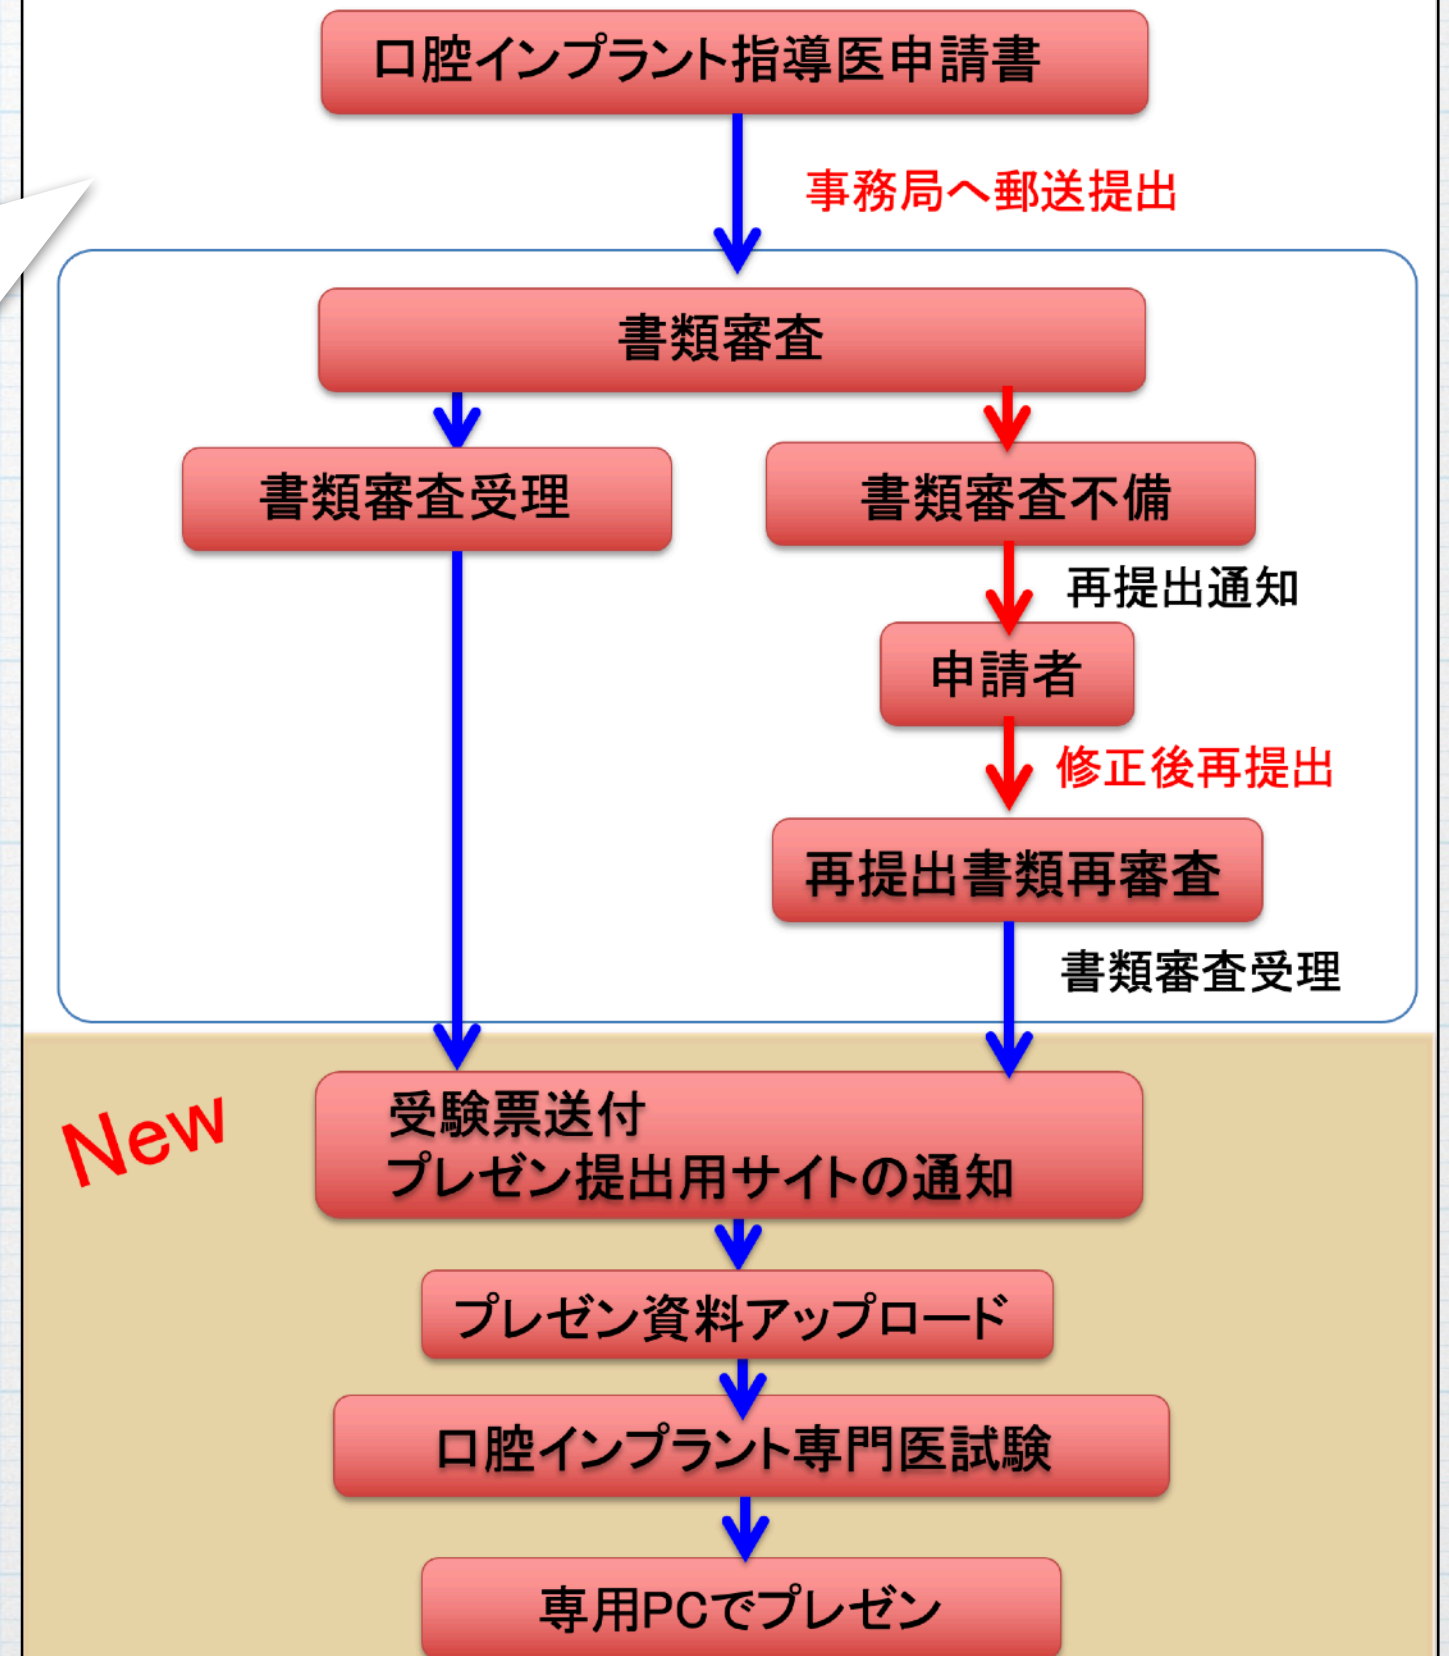 口腔インプラント指導医申請書
事務局へ郵送提出
書類審査
書類審査受理
書類審査不備
再提出通知
申請者
修正後再提出
再提出書類再審査
書類審査受理
New
受験票送付
プレゼン提出用サイトの通知
プレゼン資料アップロード
口腔インプラント専門医試験
専用PCでプレゼン